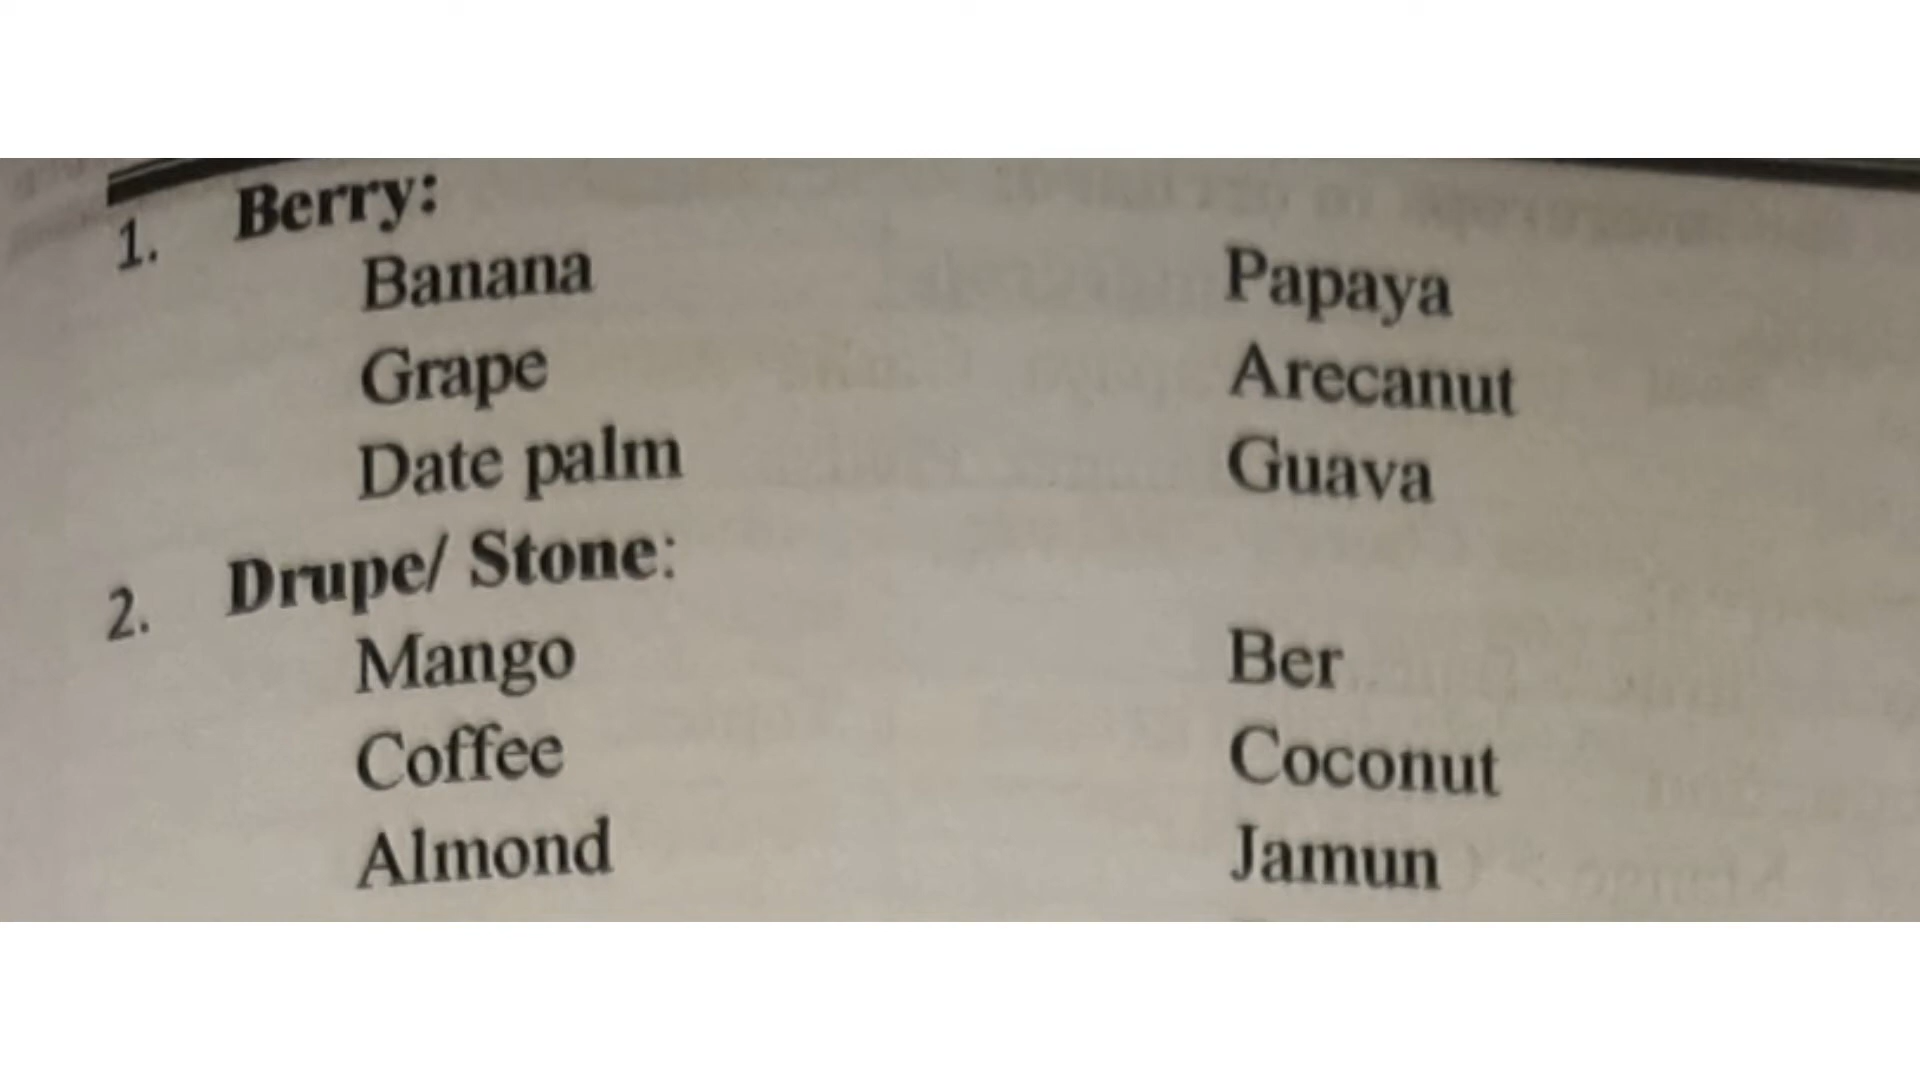 1. Berry:
Banana Papaya
Grape Arecanut
Date palm Guava
2. Drupe/ Stone:
Mango Ber
Coffee Coconut
Almond Jamun